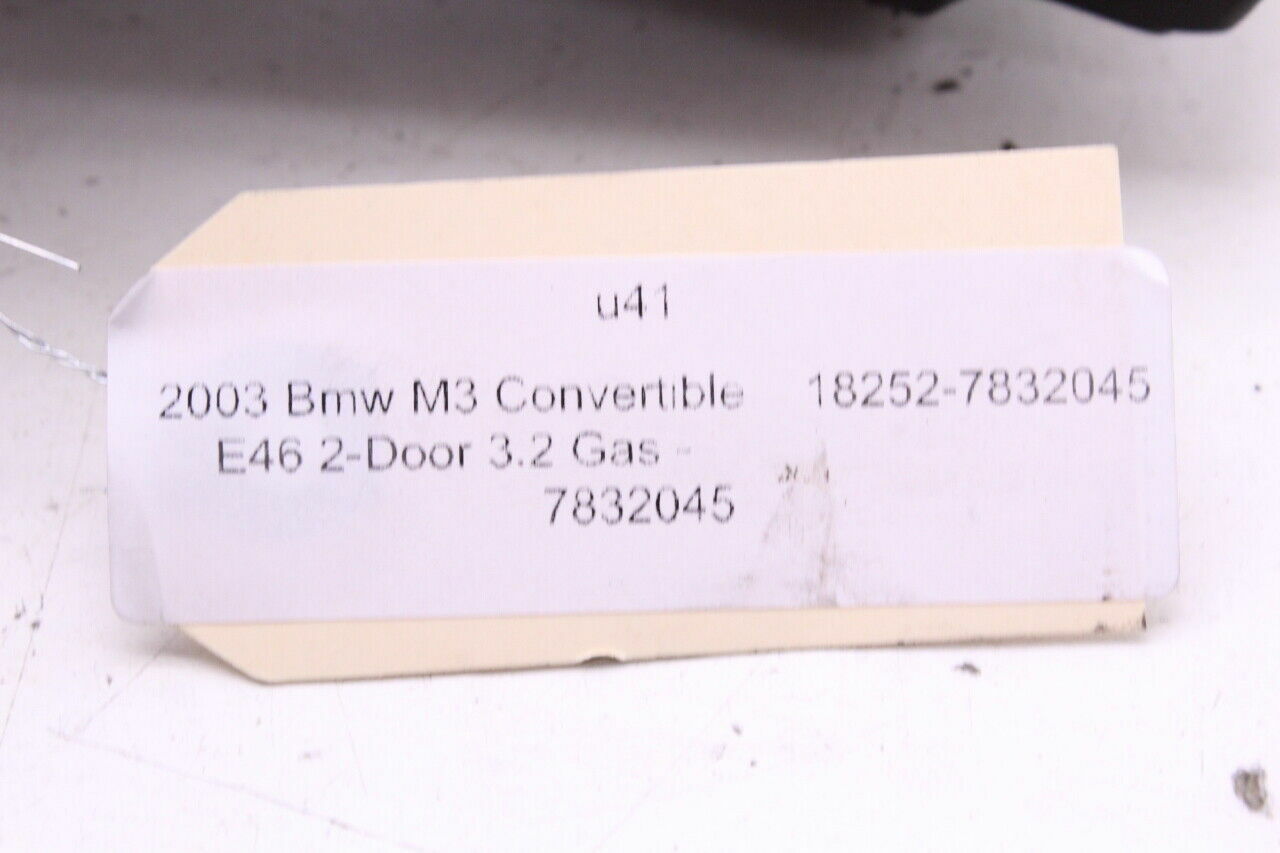 u41
2003 Bmw M3 Convertible 18252-7832045
E46 2-Door 3.2 Gas -
7832045